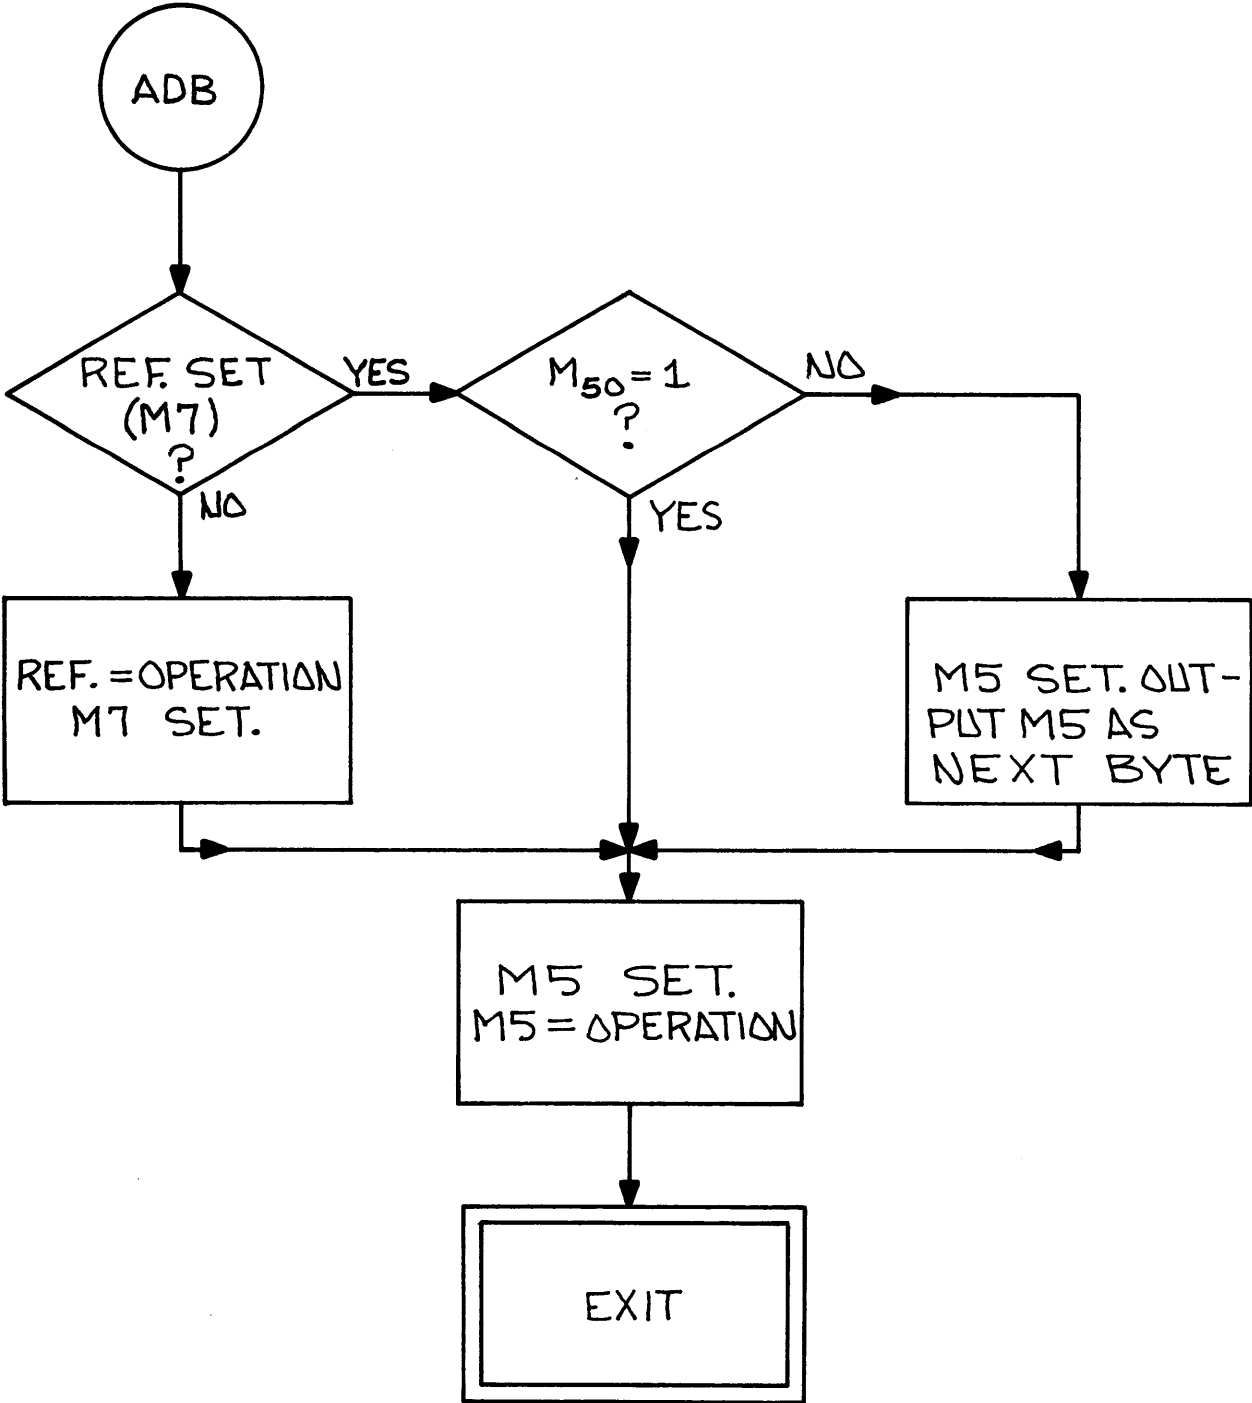 ADB
REF. SET
(M7)
?
YES
NO
M50=1
?
NO
YES
REF.=OPERATION
M7 SET.
M5 SET. OUT-
PUT M5 AS
NEXT BYTE
M5 SET.
M5=OPERATION
EXIT